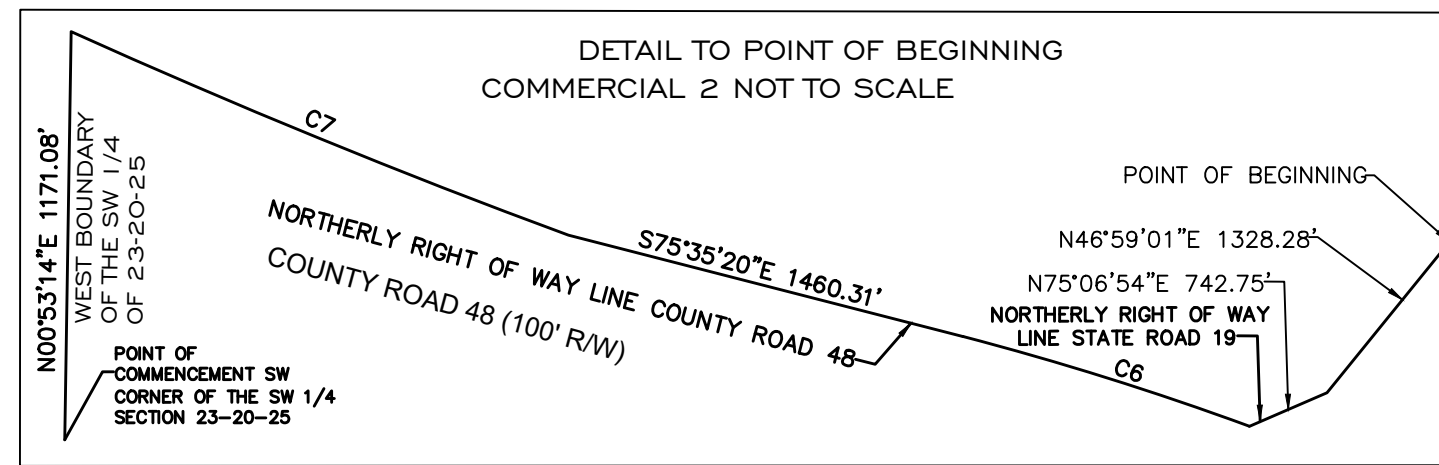 DETAIL TO POINT OF BEGINNING
COMMERCIAL 2 NOT TO SCALE
N00°53'14"E 1171.08'
WEST BOUNDARY
OF THE SW 1/4
OF 23-20-25
C7
POINT OF
COMMENCEMENT SW
CORNER OF THE SW 1/4
SECTION 23-20-25
NORTHERLY RIGHT OF WAY LINE COUNTY ROAD 48
COUNTY ROAD 48 (100' R/W)
S75°35'20"E 1460.31'
C6
POINT OF BEGINNING
N46°59'01"E 1328.28'
N75°06'54"E 742.75'
NORTHERLY RIGHT OF WAY
LINE STATE ROAD 19